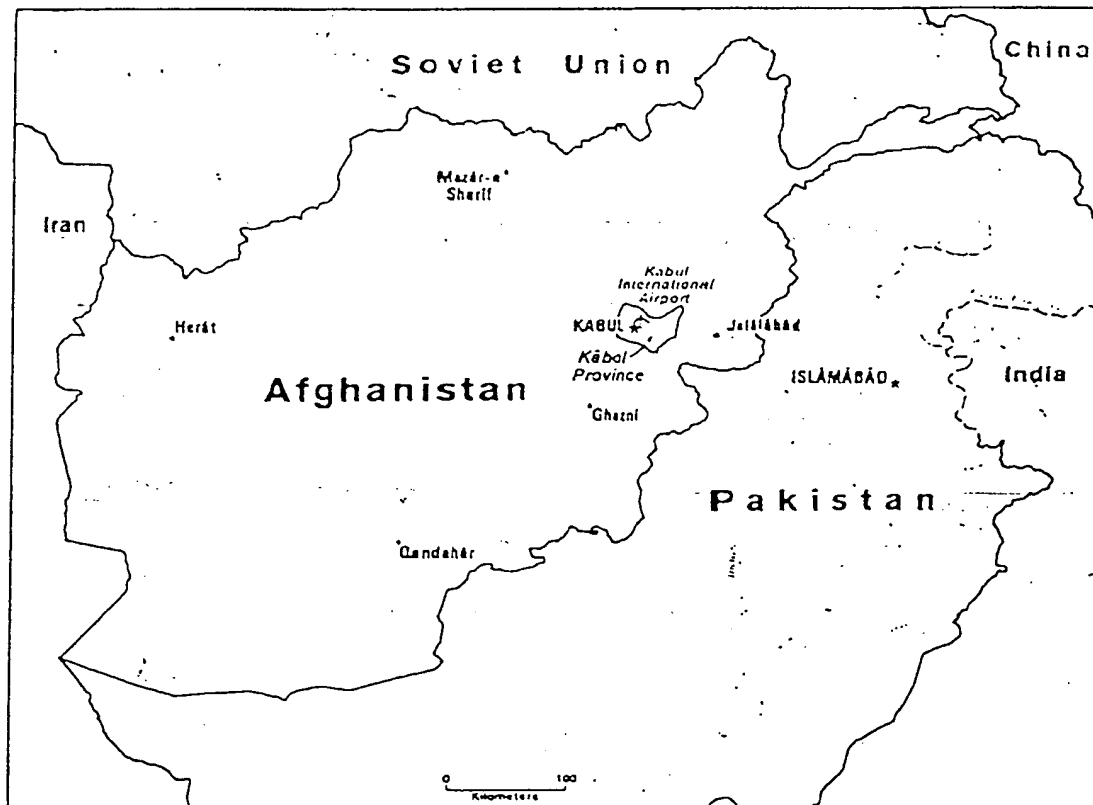 Soviet Union
China
Mazār-e
Sharīf
Iran
Kabul
International
Airport
Herāt
KABUL
Jalālābād
Kābol
Province
ISLĀMĀBĀD
India
Afghanistan
Ghaznī
Pakistan
Qandahār
0 100
Kilometers